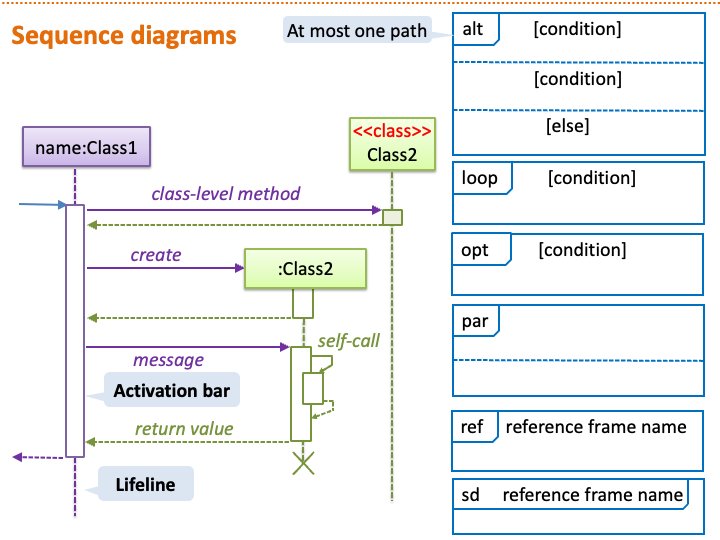 Sequence diagrams
At most one path
alt [condition]
[condition]
[else]
name:Class1
<<class>>
Class2
class-level method
loop [condition]
create
:Class2
opt [condition]
self-call
par
message
Activation bar
return value
ref reference frame name
Lifeline
sd reference frame name